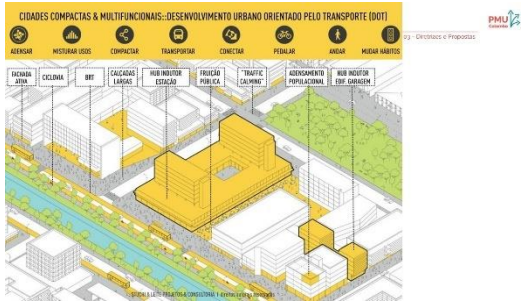 CIDADES COMPACTAS & MULTIFUNCIONAIS::DESENVOLVIMENTO URBANO ORIENTADO PELO TRANSPORTE (DOT)
ADENSAR MISTURAR USOS COMPACTAR TRANSPORTAR CONECTAR PEDALAR ANDAR MUDAR HÁBITOS
FACHADA ATIVA
CICLOVIA
BRT
CALÇADAS LARGAS
HUB INDUTOR ESTAÇÃO
FRUIÇÃO PÚBLICA
"TRAFFIC CALMING"
ADENSAMENTO POPULACIONAL
HUB INDUTOR EDIF. GARAGEM
PMU
03 - Diretrizes e Propostas